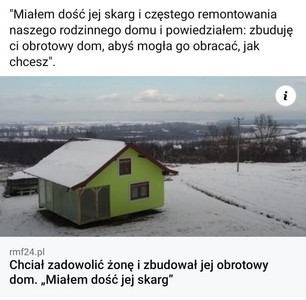 "Miałem dość jej skarg i częstego remontowania
naszego rodzinnego domu i powiedziałem: zbuduję
ci obrotowy dom, abyś mogła go obracać, jak
chcesz".
i
rmf24.pl
Chciał zadowolić żonę i zbudował jej obrotowy
dom. „Miałem dość jej skarg”